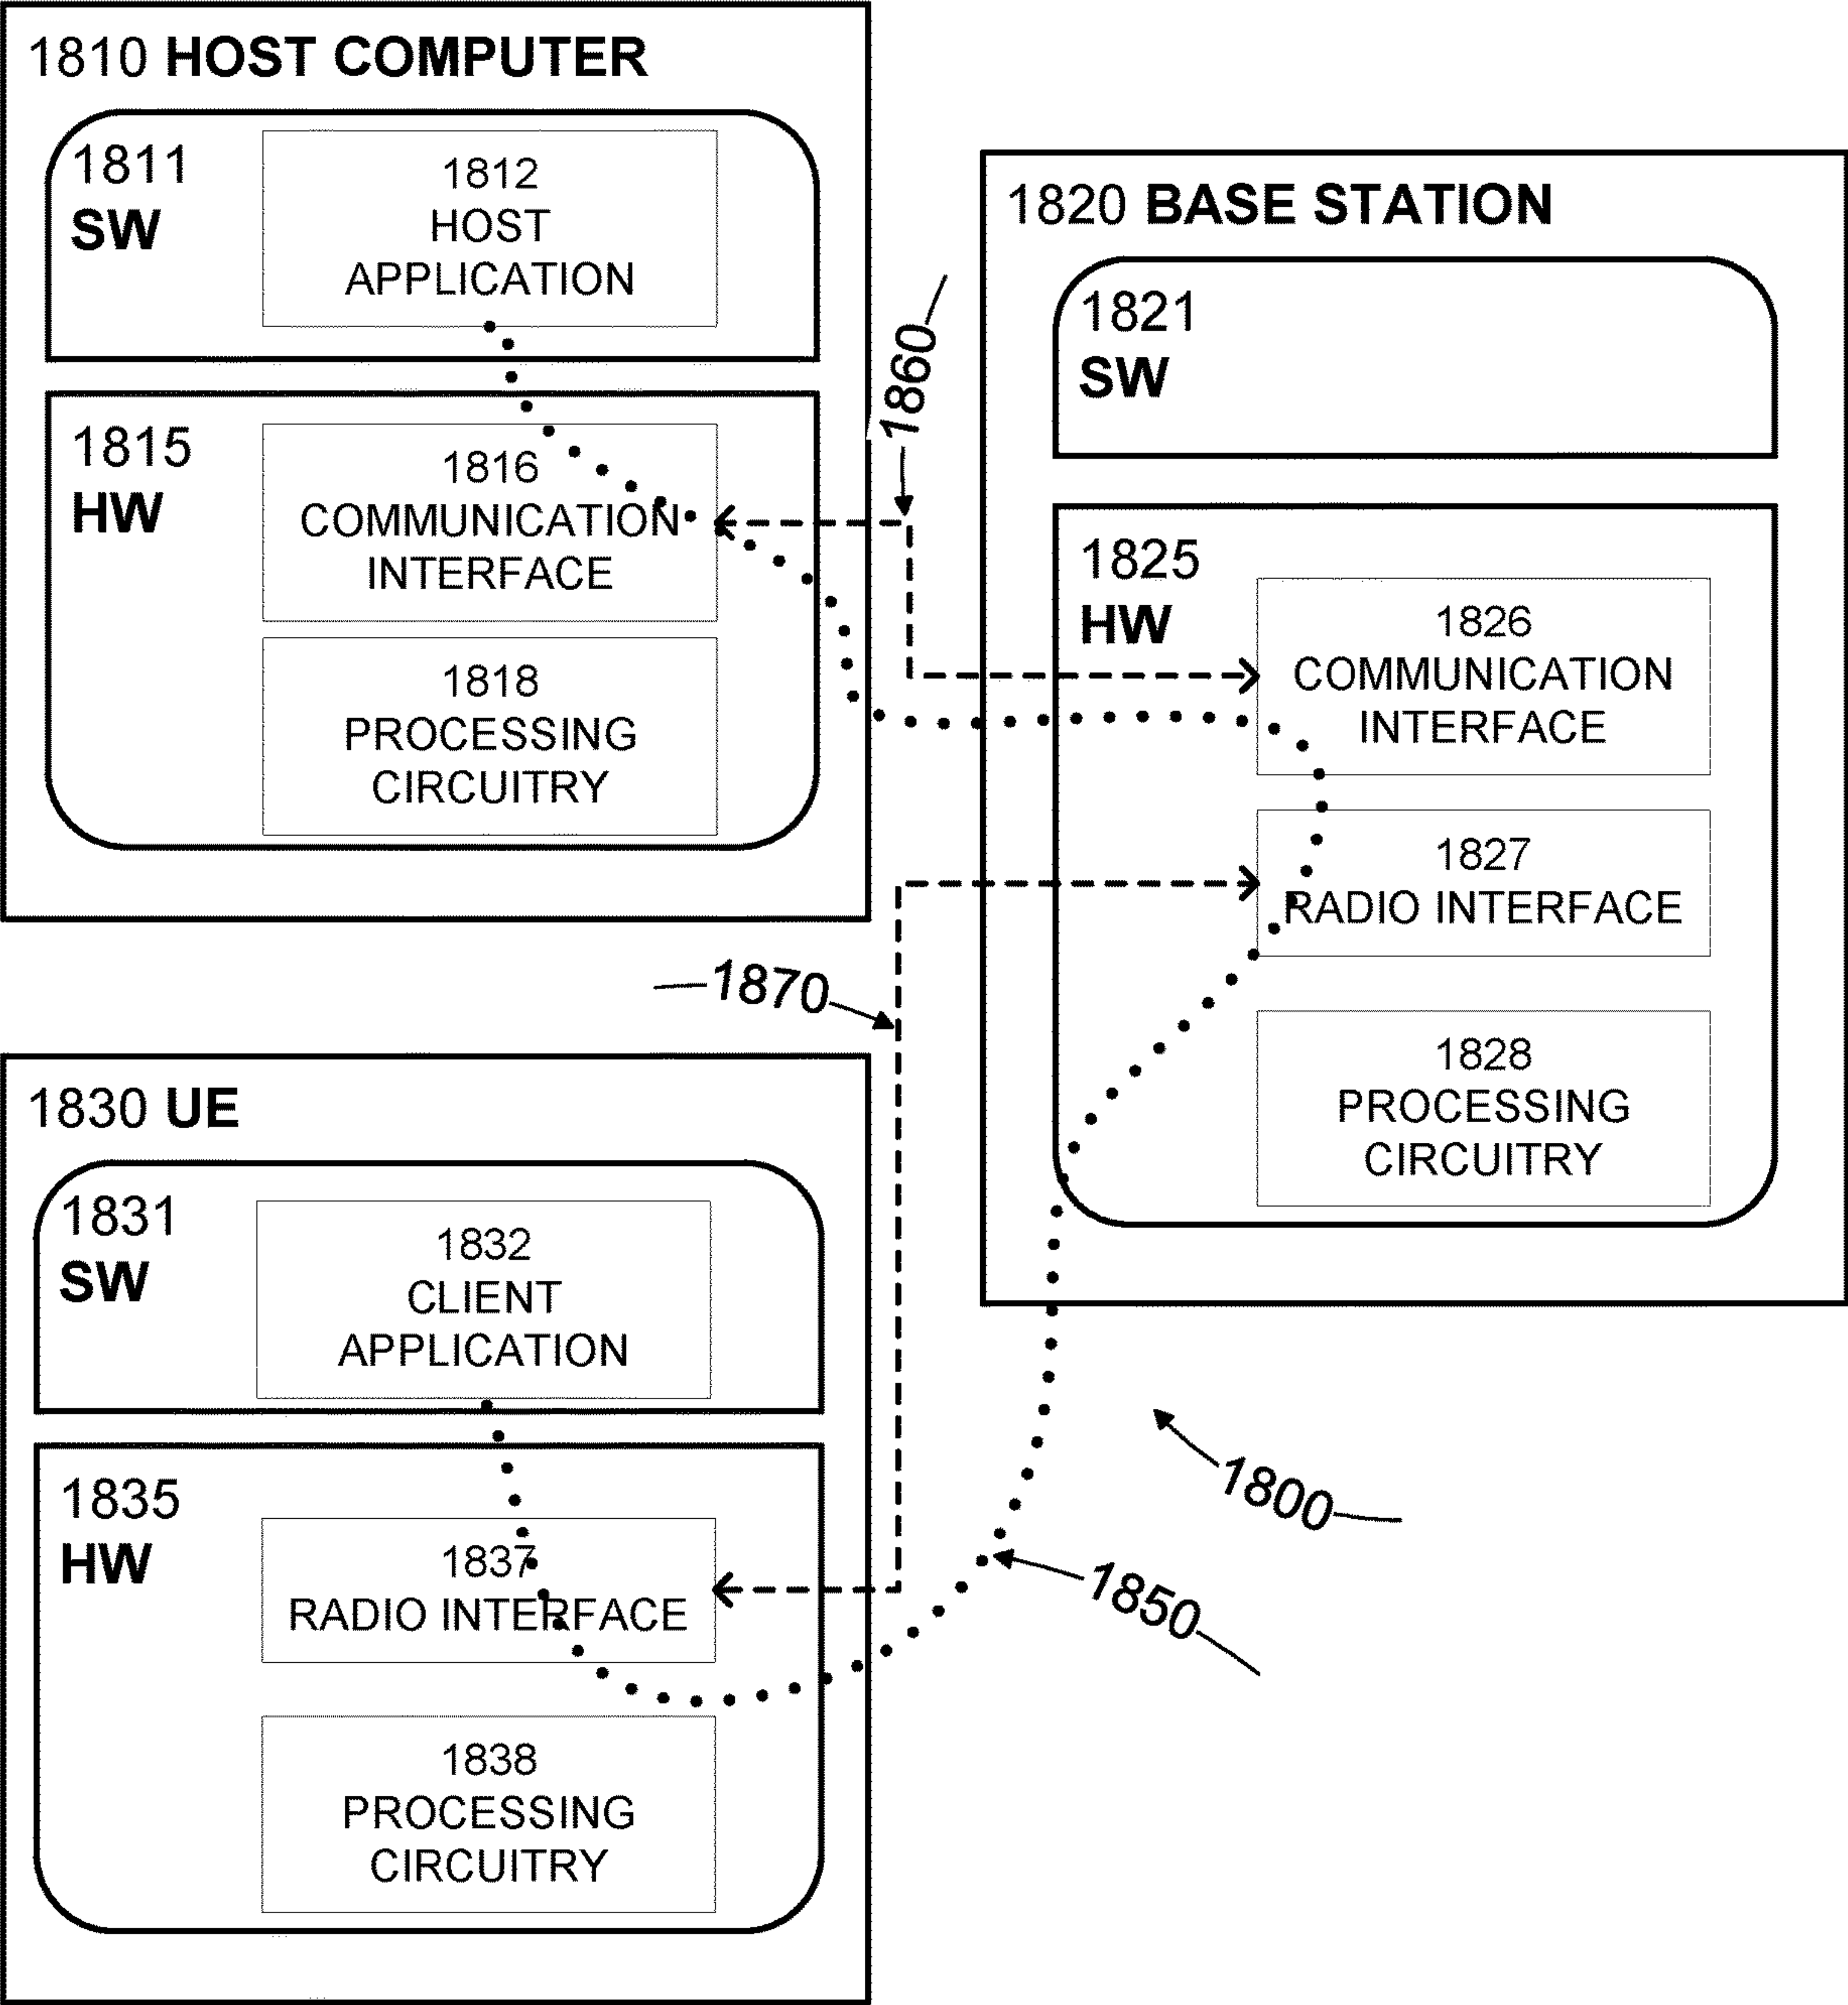 1810 HOST COMPUTER
1811
SW
1812
HOST
APPLICATION
1815
HW
1816
COMMUNICATION
INTERFACE
1818
PROCESSING
CIRCUITRY
1860
1820 BASE STATION
1821
SW
1825
HW
1826
COMMUNICATION
INTERFACE
1827
RADIO INTERFACE
1828
PROCESSING
CIRCUITRY
1870
1830 UE
1831
SW
1832
CLIENT
APPLICATION
1835
HW
1837
RADIO INTERFACE
1838
PROCESSING
CIRCUITRY
1800
1850